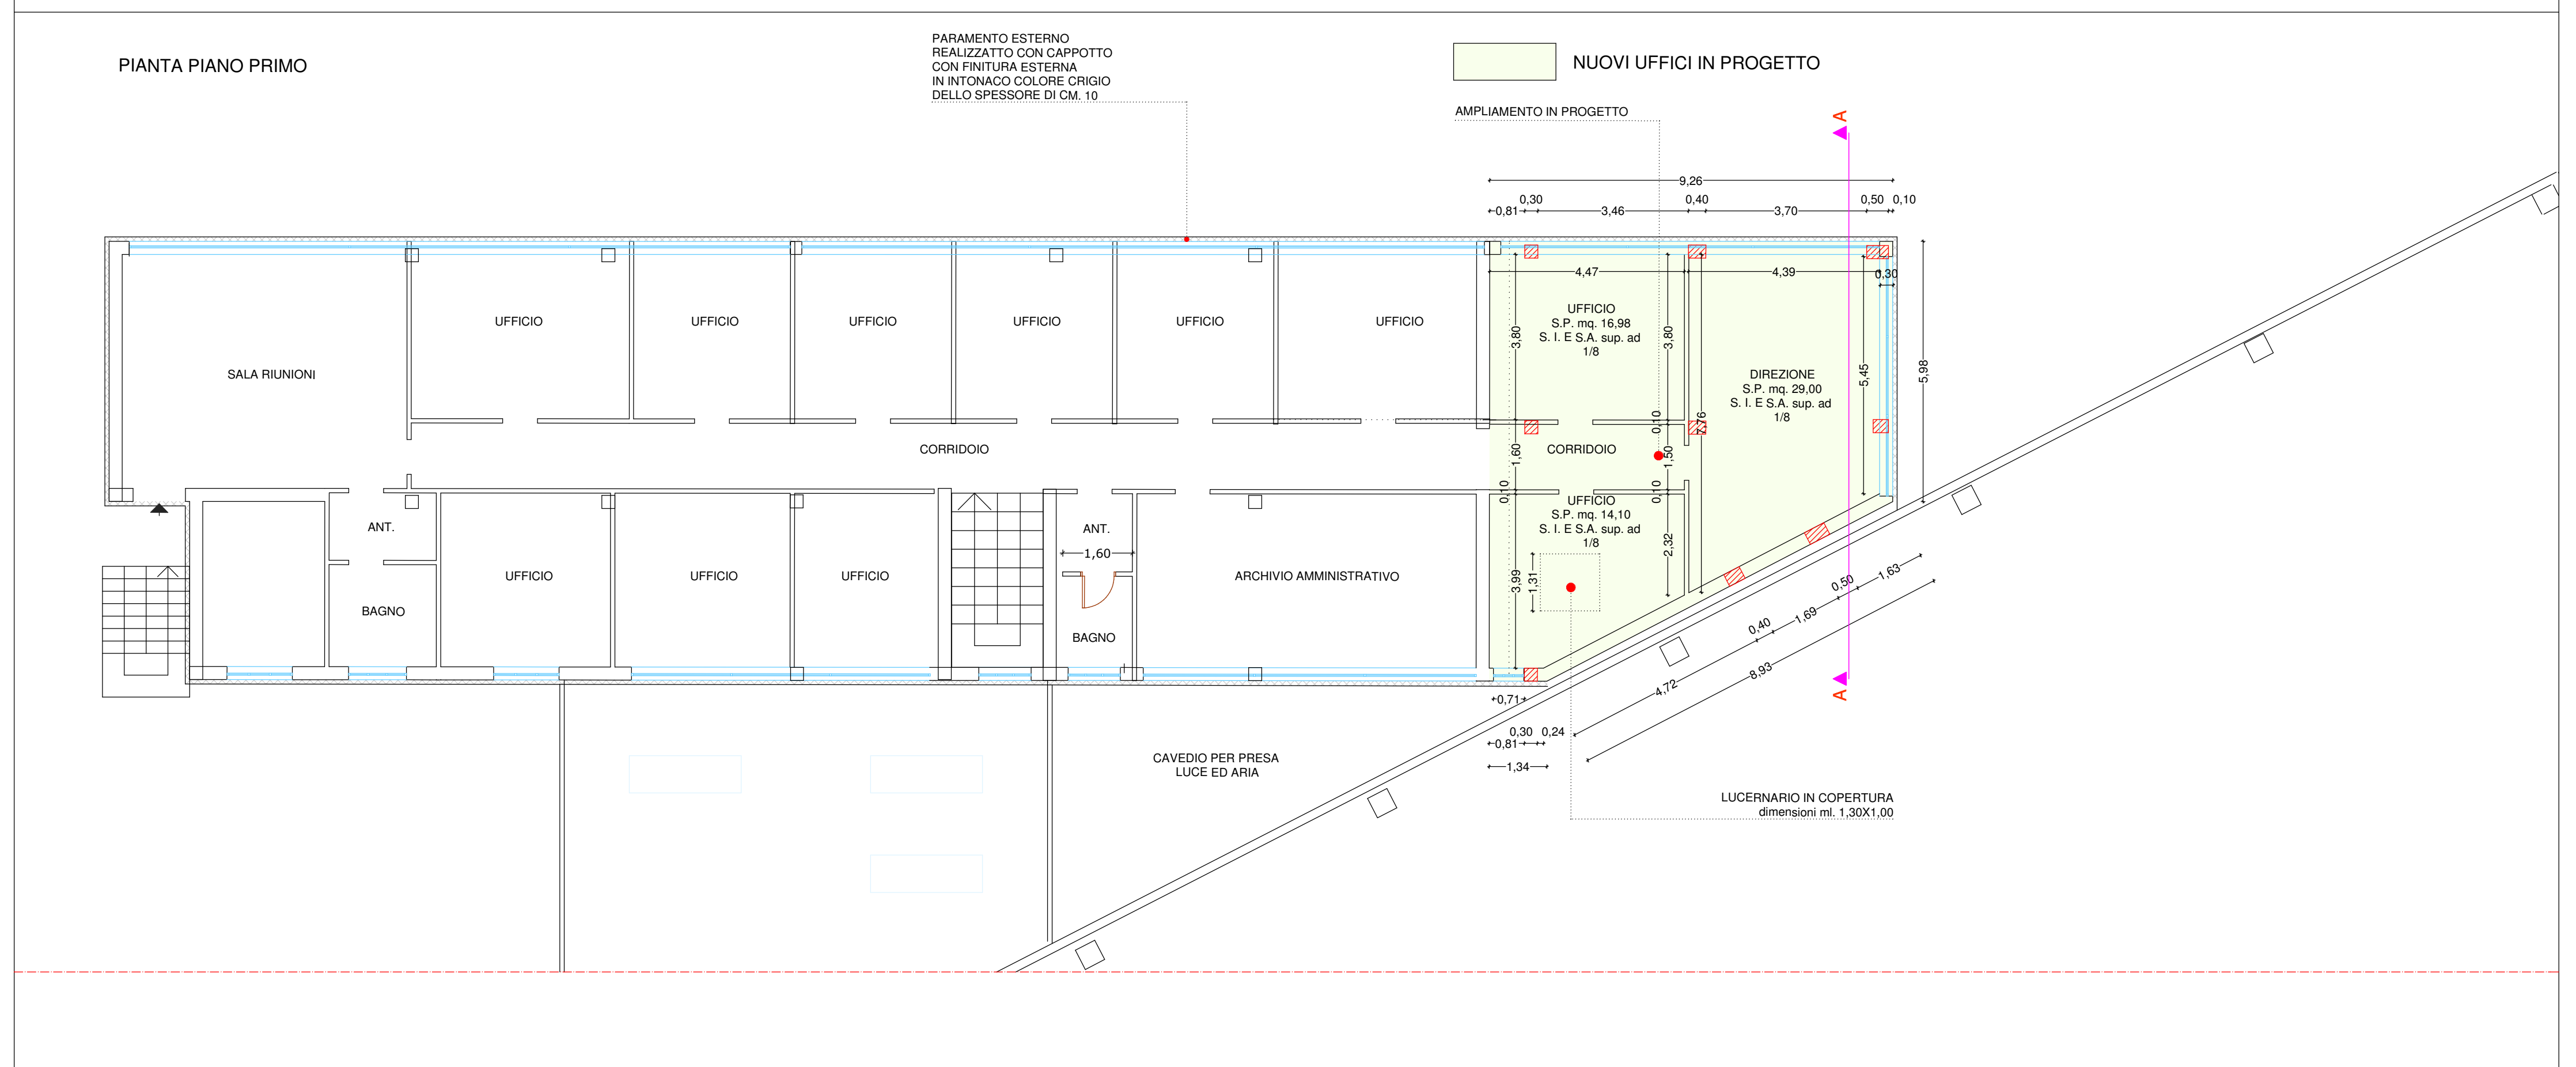 PIANTA PIANO PRIMO
PARAMENTO ESTERNO
REALIZZATTO CON CAPPOTTO
CON FINITURA ESTERNA
IN INTONACO COLORE CRIGIO
DELLO SPESSORE DI CM. 10
NUOVI UFFICI IN PROGETTO
AMPLIAMENTO IN PROGETTO
A
9,26
0,30
0,40
0,50
0,10
0,81
3,46
3,70
4,47
4,39
0,30
UFFICIO
UFFICIO
UFFICIO
UFFICIO
UFFICIO
UFFICIO
UFFICIO
S.P. mq. 16,98
S. I. E S.A. sup. ad
1/8
3,80
3,80
SALA RIUNIONI
DIREZIONE
S.P. mq. 29,00
S. I. E S.A. sup. ad
1/8
5,45
5,98
7,76
0,10
CORRIDOIO
CORRIDOIO
1,60
1,50
0,10
0,10
UFFICIO
S.P. mq. 14,10
S. I. E S.A. sup. ad
1/8
2,32
3,99
1,31
ANT.
ANT.
1,60
UFFICIO
UFFICIO
UFFICIO
ARCHIVIO AMMINISTRATIVO
BAGNO
BAGNO
1,63
0,50
1,69
0,40
8,93
4,72
A
0,71
0,30
0,24
0,81
1,34
CAVEDIO PER PRESA
LUCE ED ARIA
LUCERNARIO IN COPERTURA
dimensioni ml. 1,30X1,00